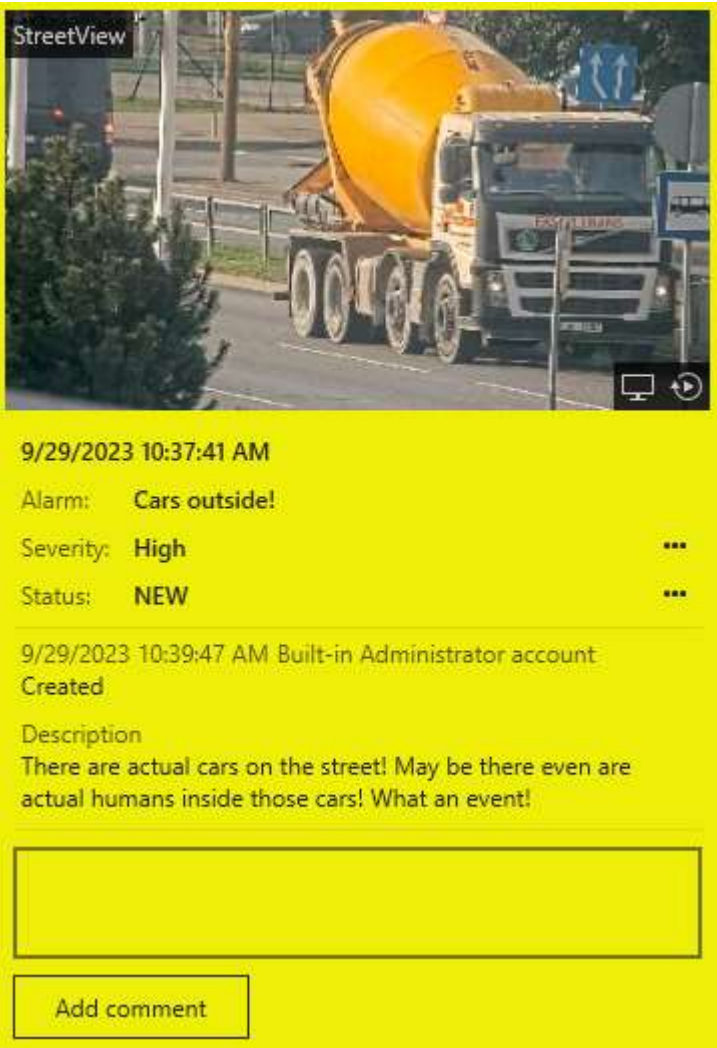 StreetView
9/29/2023 10:37:41 AM
Alarm: Cars outside!
Severity: High
Status: NEW
9/29/2023 10:39:47 AM Built-in Administrator account
Created
Description
There are actual cars on the street! May be there even are
actual humans inside those cars! What an event!
Add comment